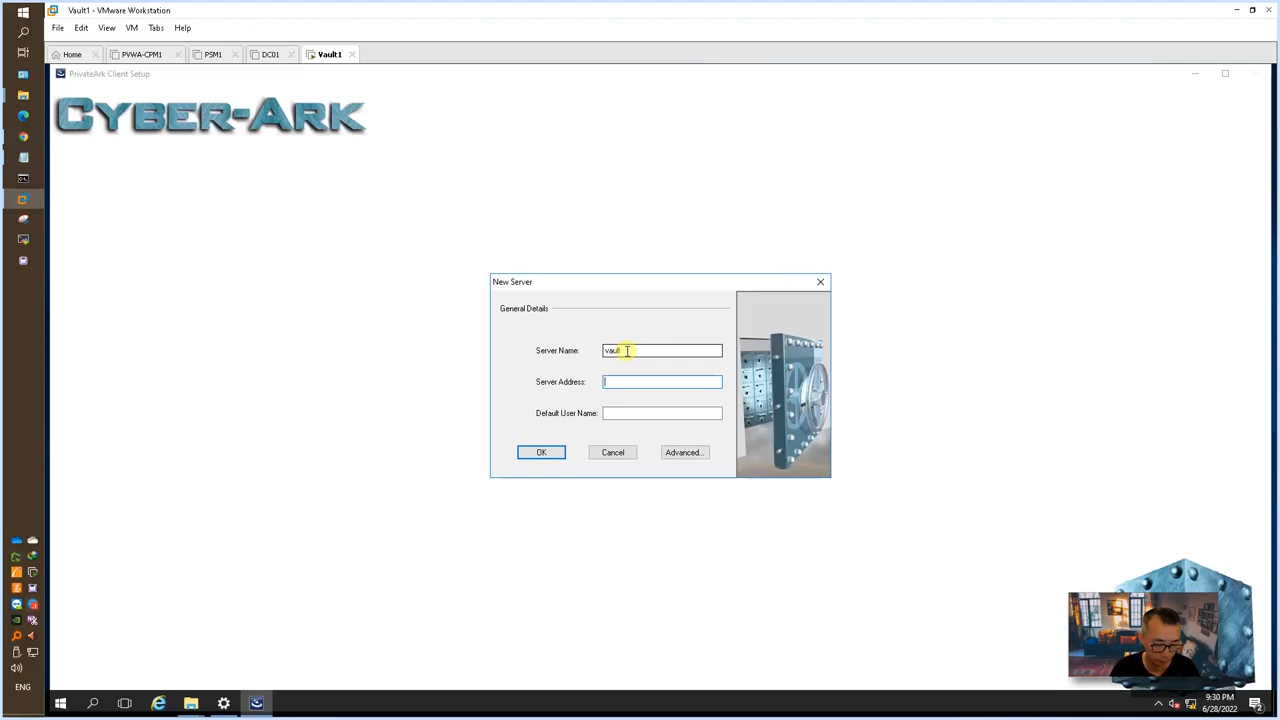 Vault1 - VMware Workstation
File Edit View VM Tabs Help
Home PVWA-CPM1 PSM1 DC01 Vault1
PrivateArk Client Setup
CYBER-ARK
New Server
General Details
Server Name: vault
Server Address:
Default User Name:
OK Cancel Advanced...
ENG
9:30 PM
6/28/2022
2